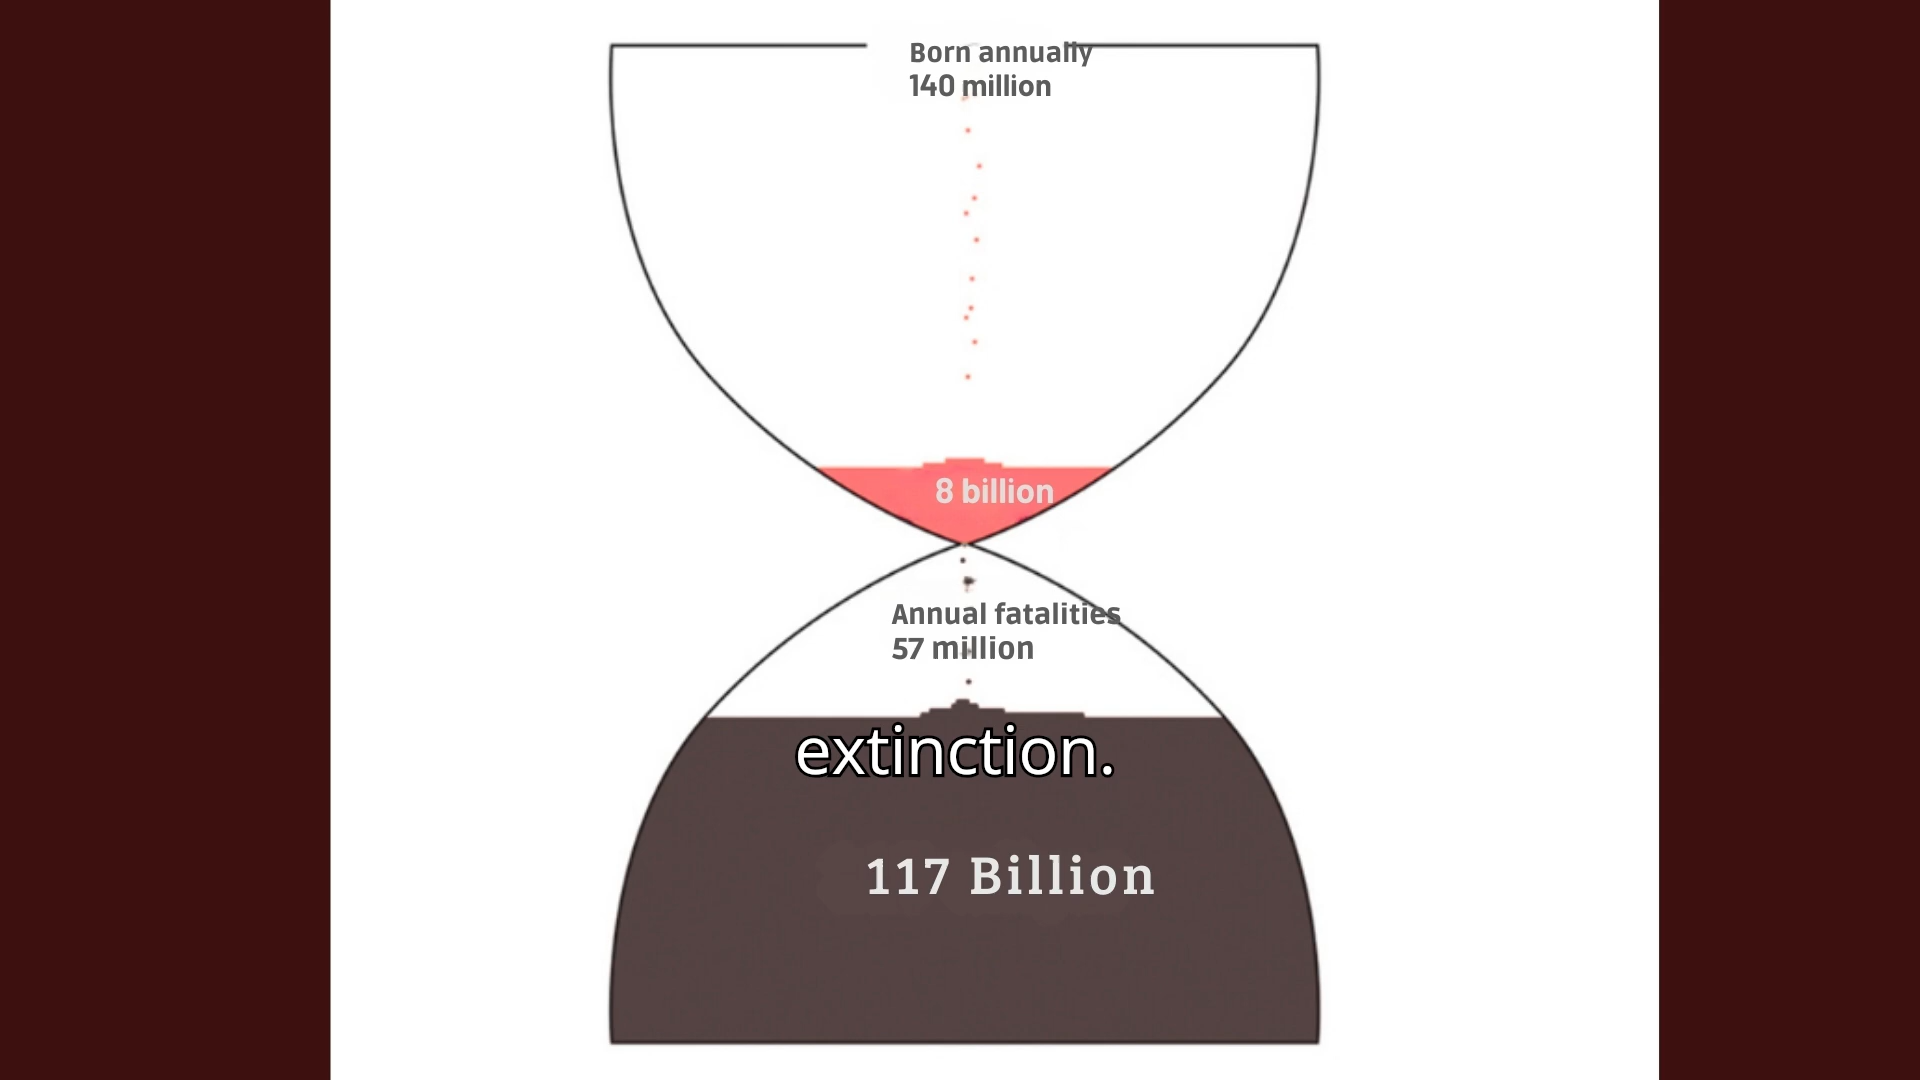 Born annually
140 million
8 billion
Annual fatalities
57 million
extinction.
117 Billion